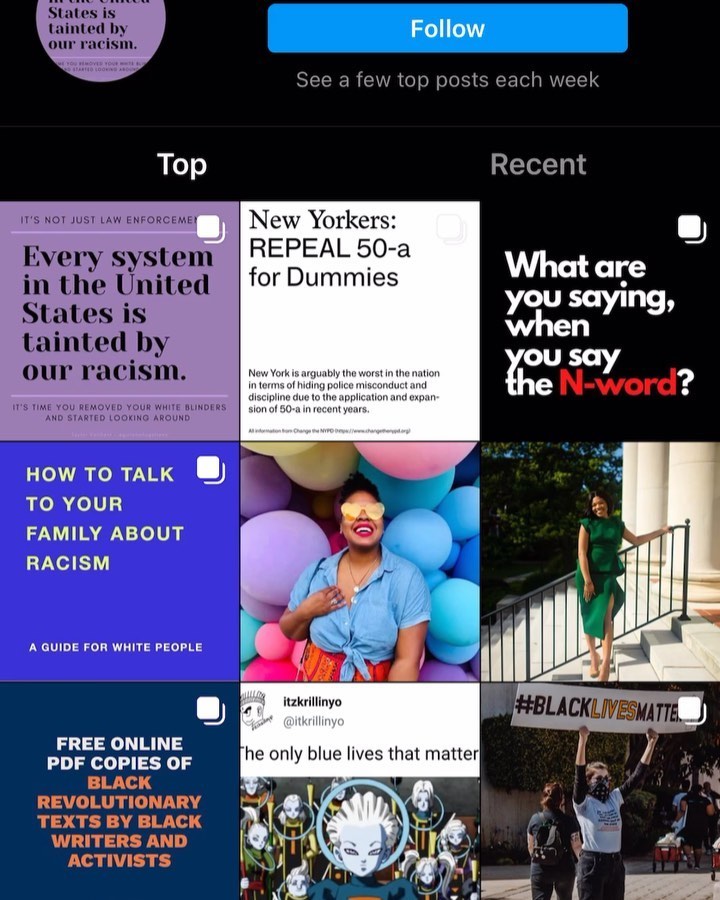 States is
tainted by
our racism.
Follow
See a few top posts each week
Top
Recent
IT'S NOT JUST LAW
Every system
in the United
States is
tainted by
our racism.
IT'S TIME YOU REMOVED YOUR WHITE BLINDERS
AND STARTED LOOKING AROUND
New Yorkers:
REPEAL 50-a
for Dummies
New York is arguably the worst in the nation
in terms of hiding police misconduct and
discipline due to the application and expan-
sion of 50-a in recent years.
All information from Change the NYPD (https://www.changethenypd.org)
What are
you saying,
when
you say
the N-word?
HOW TO TALK
TO YOUR
FAMILY ABOUT
RACISM
A GUIDE FOR WHITE PEOPLE
FREE ONLINE
PDF COPIES OF
BLACK
REVOLUTIONARY
TEXTS BY BLACK
WRITERS AND
ACTIVISTS
itzkrillinyo
@itkrillinyo
The only blue lives that matter
#BLACKLIVESMATTE